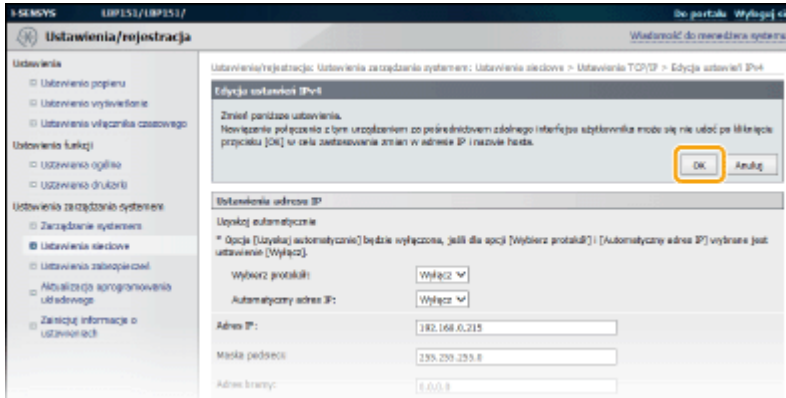 i-SENSYS LBP151/LBP151/ Do portalu Wyloguj się
Ustawienia/rejestracja Wiadomość do menedżera systemu
Ustawienia
Ustawienia papieru
Ustawienia wyświetlania
Ustawienia włącznika czasowego
Ustawienia funkcji
Ustawienia ogólne
Ustawienia drukarki
Ustawienia zarządzania systemem
Zarządzanie systemem
Ustawienia sieciowe
Ustawienia zabezpieczeń
Aktualizacja oprogramowania
układowego
Zainicjuj informacje o
ustawieniach
Ustawienia/rejestracja: Ustawienia zarządzania systemem: Ustawienia sieciowe > Ustawienia TCP/IP > Edycja ustawień IPv4
Edycja ustawień IPv4
Zmień poniższe ustawienia.
Nawiązanie połączenia z tym urządzeniem za pośrednictwem zdalnego interfejsu użytkownika może się nie udać po kliknięciu
przycisku [OK] w celu zastosowania zmian w adresie IP i nazwie hosta.
OK Anuluj
Ustawienia adresu IP
Uzyskaj automatycznie
* Opcja [Uzyskaj automatycznie] będzie wyłączona, jeśli dla opcji [Wybierz protokół] i [Automatyczny adres IP] wybrane jest
ustawienie [Wyłącz].
Wybierz protokół: Wyłącz
Automatyczny adres IP: Wyłącz
Adres IP: 192.168.0.215
Maska podsieci: 255.255.255.0
Adres bramy: 0.0.0.0